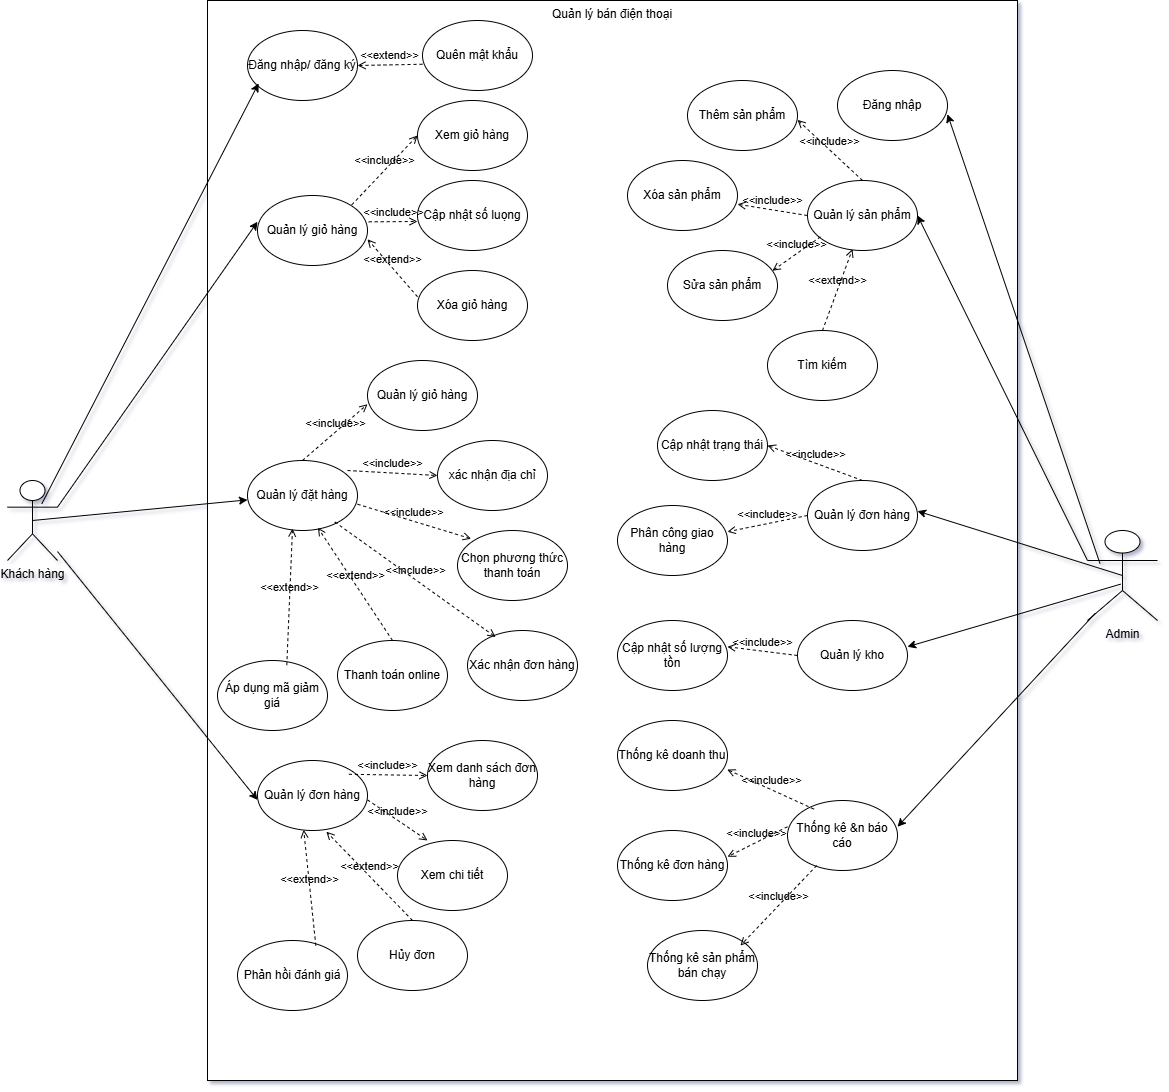 Quản lý bán điện thoại
Đăng nhập/ đăng ký
<<extend>>
Quên mật khẩu
Xem giỏ hàng
<<include>>
Quản lý giỏ hàng
<<include>>
Cập nhật số luọng
<<extend>>
Xóa giỏ hàng
Quản lý giỏ hàng
<<include>>
Quản lý đặt hàng
<<include>>
xác nhận địa chỉ
<<include>>
Chọn phương thức
thanh toán
<<extend>>
<<extend>>
<<include>>
Áp dụng mã giảm
giá
Thanh toán online
Xác nhận đơn hàng
Khách hàng
Quản lý đơn hàng
<<include>>
Xem danh sách đơn
hàng
<<include>>
Xem chi tiết
<<extend>>
<<extend>>
Phản hồi đánh giá
Hủy đơn
Thêm sản phẩm
Đăng nhập
<<include>>
Xóa sản phẩm
<<include>>
Quản lý sản phẩm
<<include>>
Sửa sản phẩm
<<extend>>
Tìm kiếm
Cập nhật trạng thái
<<include>>
Quản lý đơn hàng
<<include>>
Phân công giao
hàng
Admin
Cập nhật số lượng
tồn
<<include>>
Quản lý kho
Thống kê doanh thu
<<include>>
Thống kê &n báo
cáo
<<include>>
Thống kê đơn hàng
<<include>>
Thống kê sản phẩm
bán chạy